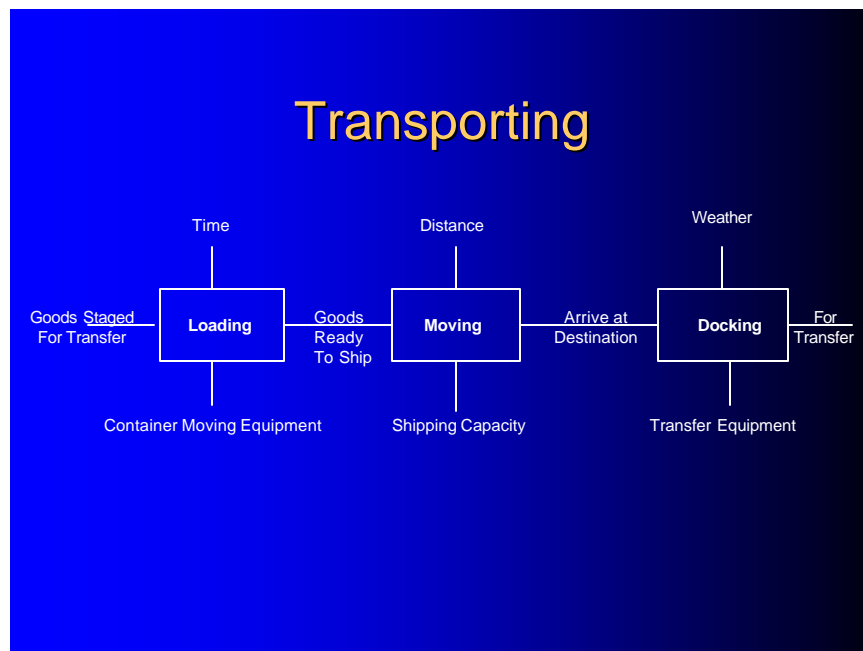 Transporting
Time
Distance
Weather
Goods Staged
For Transfer
Loading
Goods
Ready
To Ship
Moving
Arrive at
Destination
Docking
For
Transfer
Container Moving Equipment
Shipping Capacity
Transfer Equipment